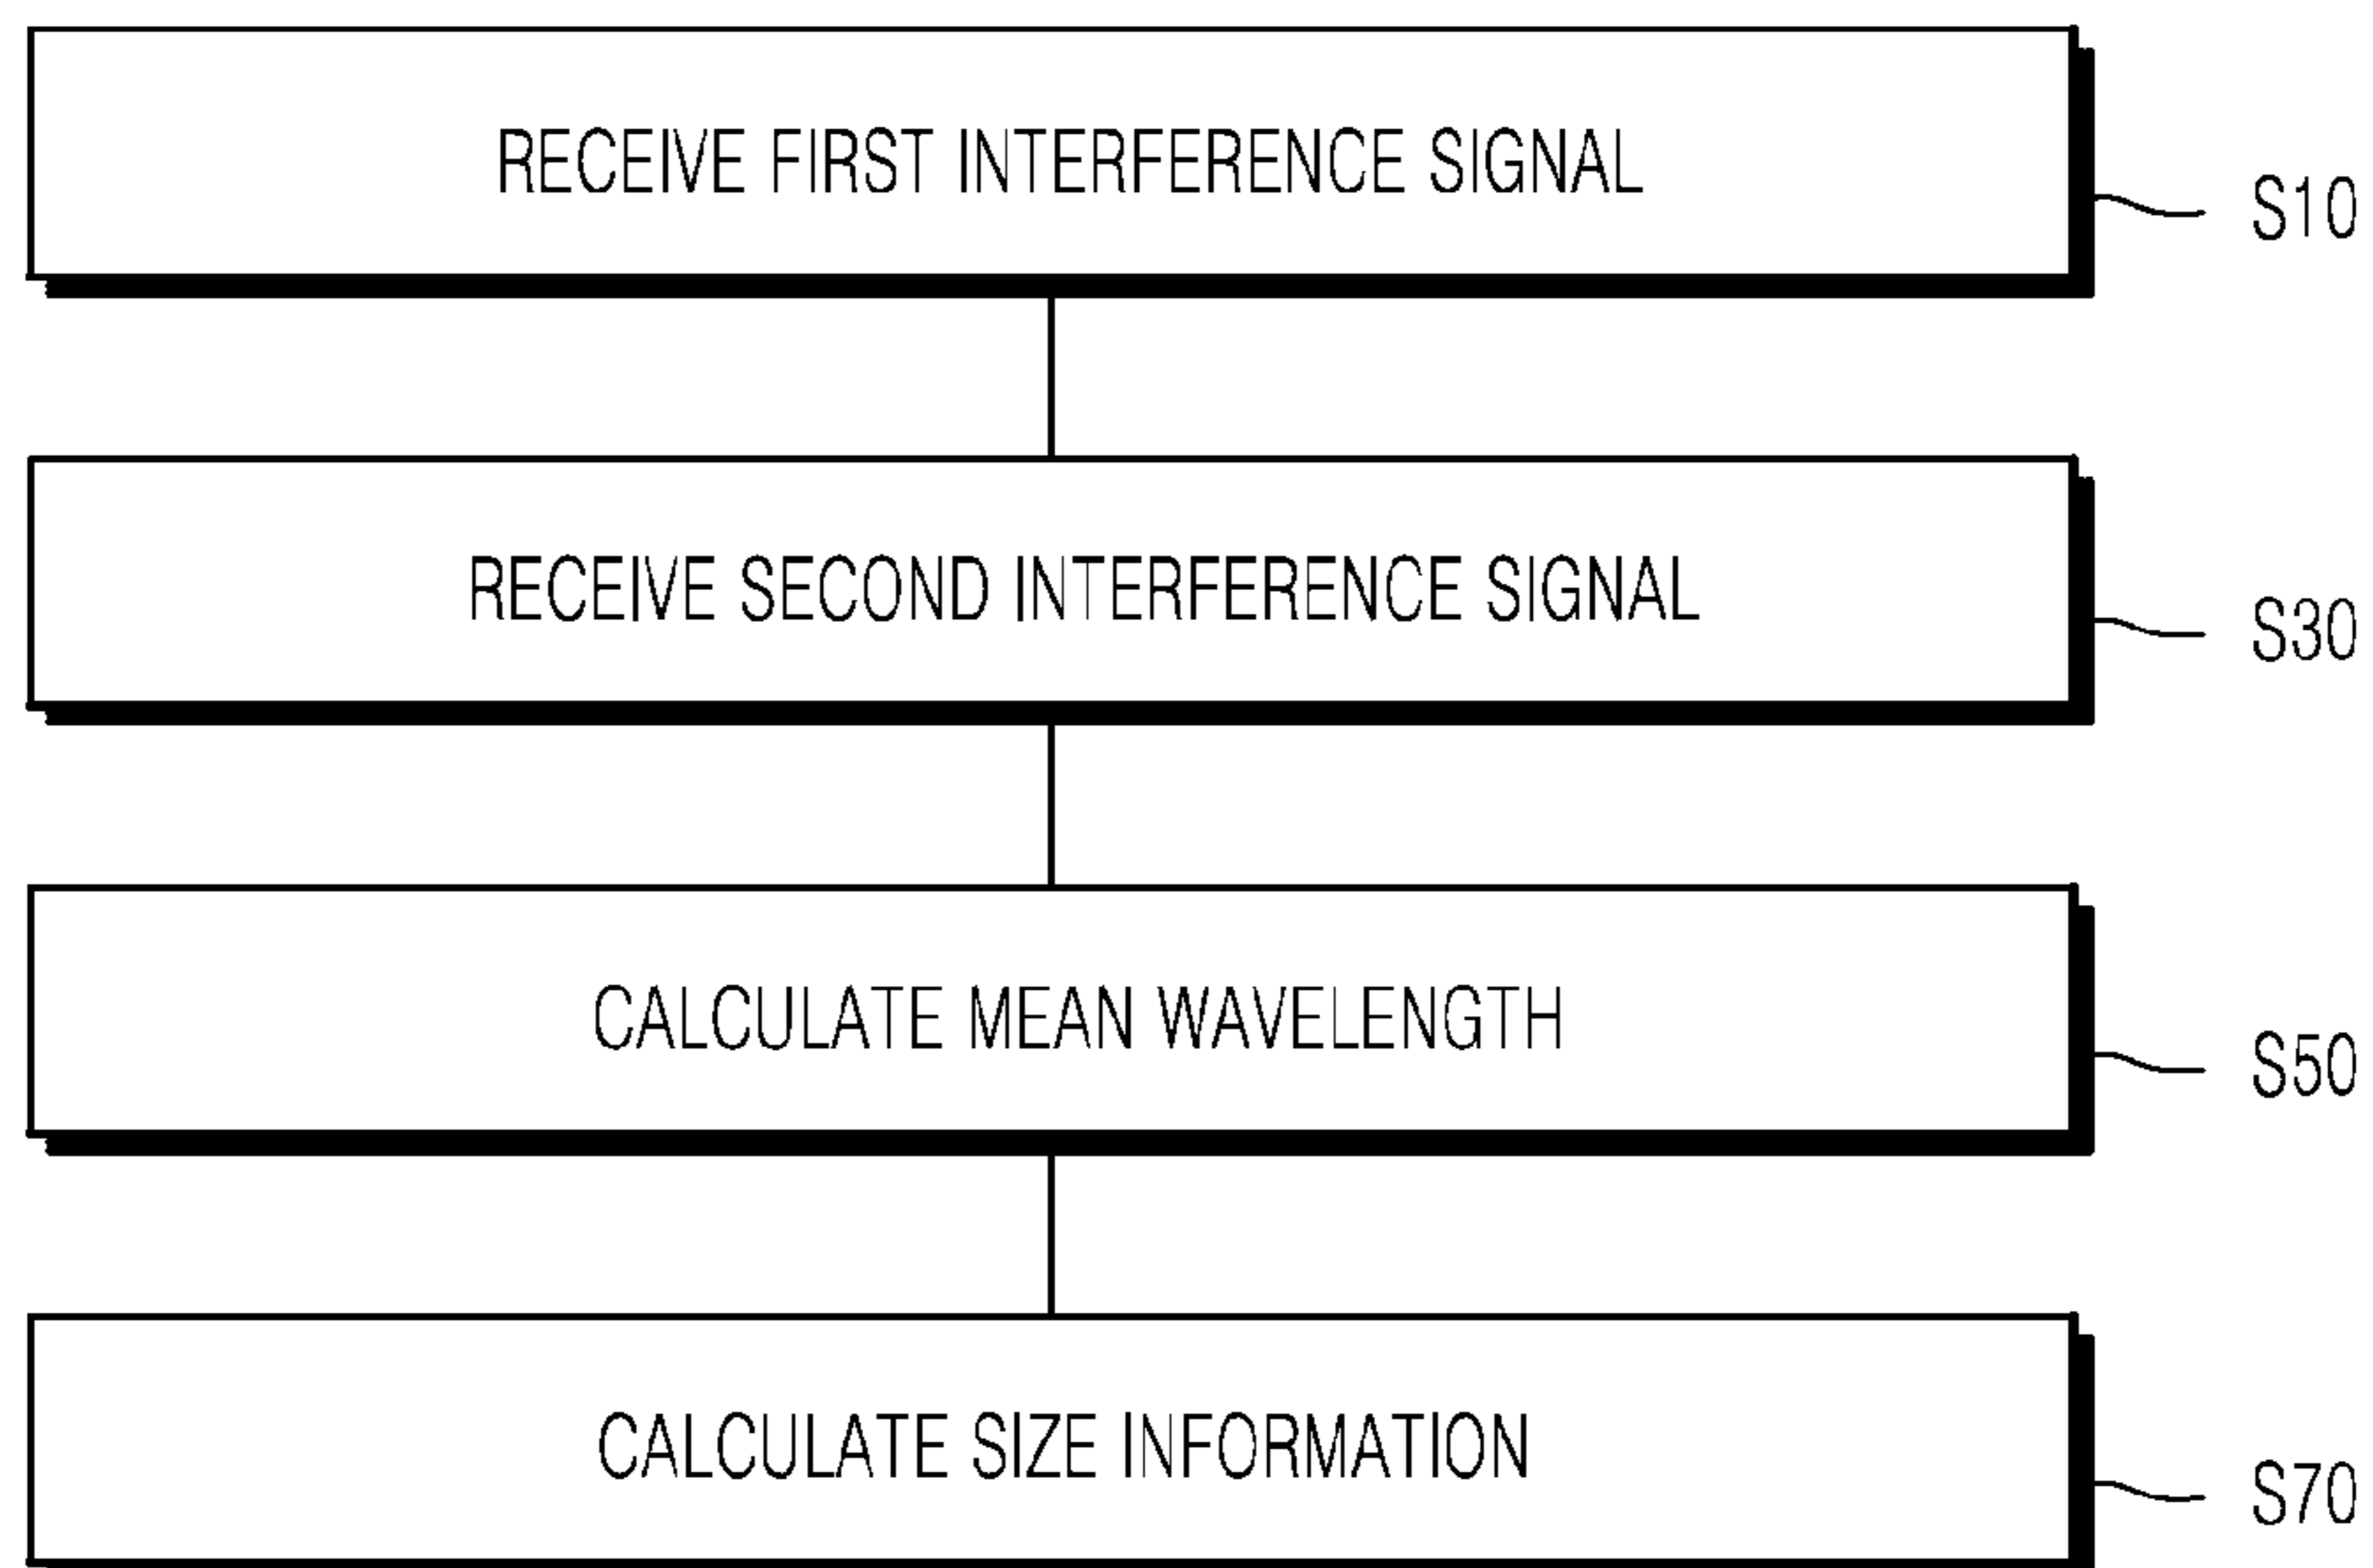 RECEIVE FIRST INTERFERENCE SIGNAL
S10
RECEIVE SECOND INTERFERENCE SIGNAL
S30
CALCULATE MEAN WAVELENGTH
S50
CALCULATE SIZE INFORMATION
S70